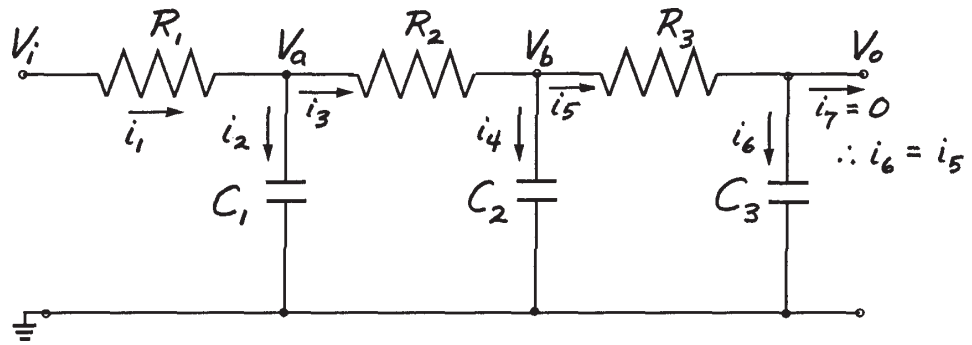 R₁ R₂ R₃
Vᵢ Vₐ V_b Vₒ
i₁ i₂ i₃ i₄ i₅ i₆ i₇ = 0
∴ i₆ = i₅
C₁ C₂ C₃